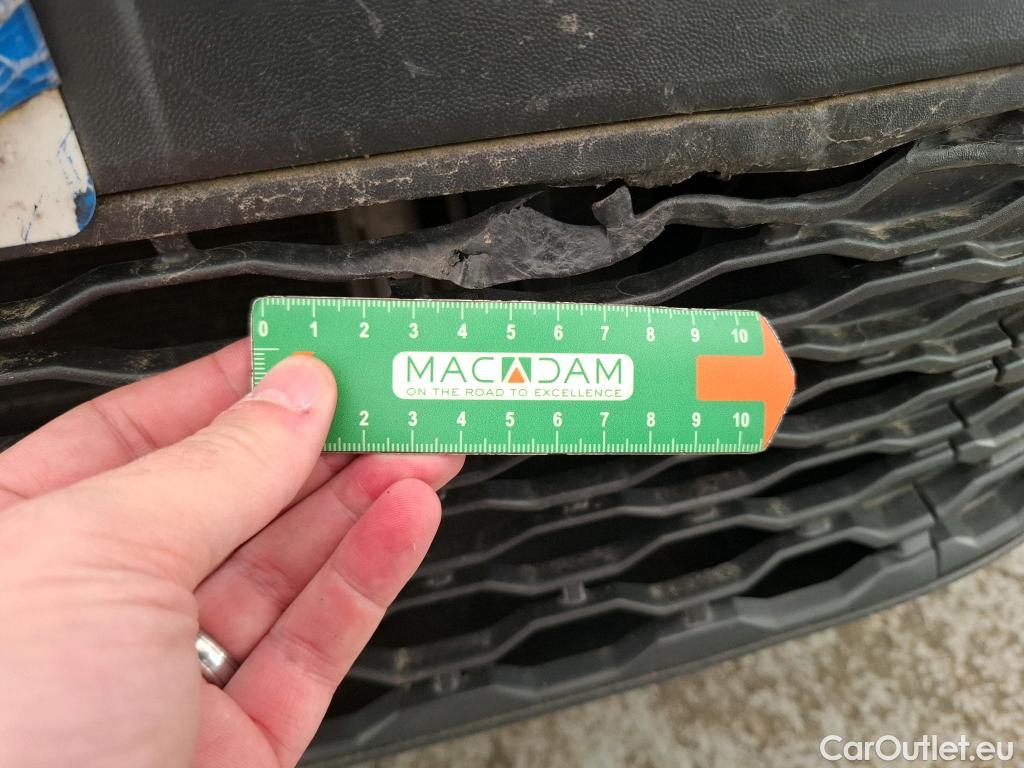 0 1 2 3 4 5 6 7 8 9 10
MACADAM
ON THE ROAD TO EXCELLENCE
2 3 4 5 6 7 8 9 10
CarOutlet.eu